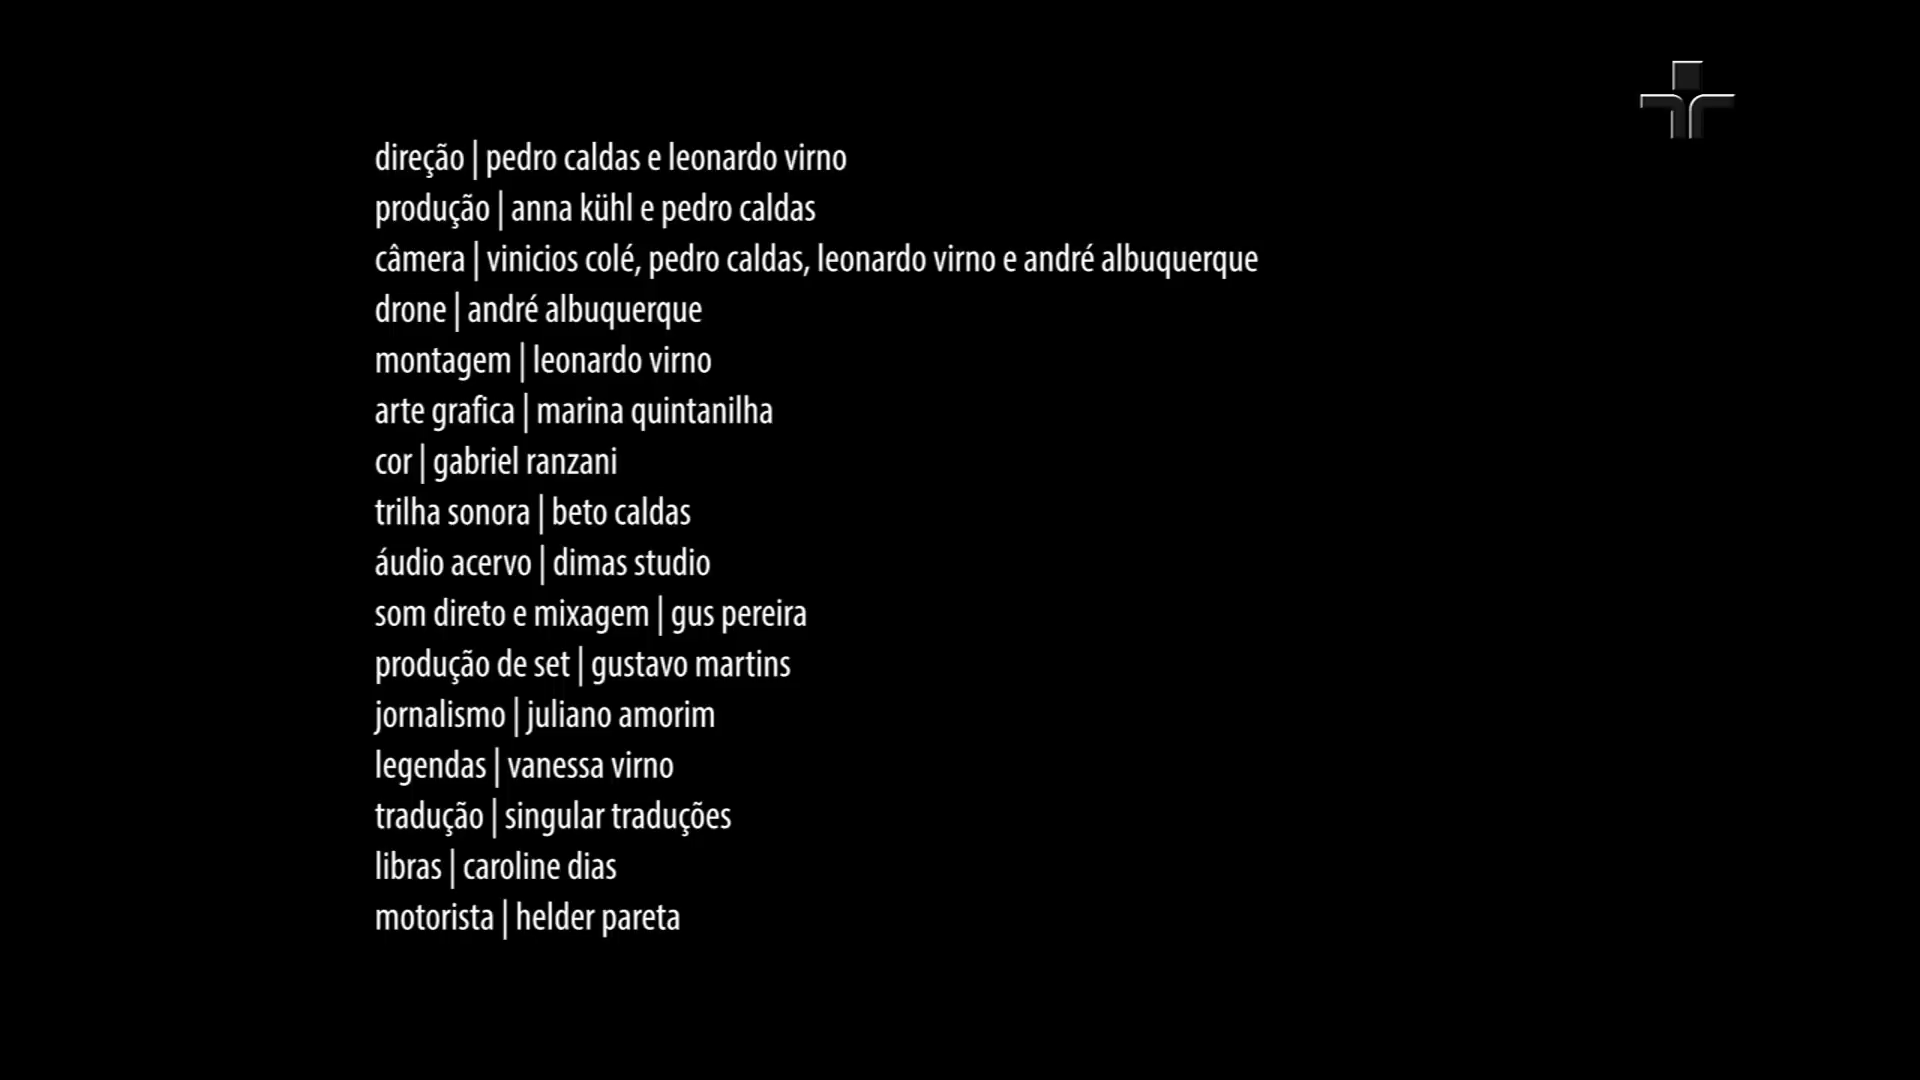 direção | pedro caldas e leonardo virno
produção | anna kühl e pedro caldas
câmera | vinicios colé, pedro caldas, leonardo virno e andré albuquerque
drone | andré albuquerque
montagem | leonardo virno
arte grafica | marina quintanilha
cor | gabriel ranzani
trilha sonora | beto caldas
áudio acervo | dimas studio
som direto e mixagem | gus pereira
produção de set | gustavo martins
jornalismo | juliano amorim
legendas | vanessa virno
tradução | singular traduções
libras | caroline dias
motorista | helder pareta